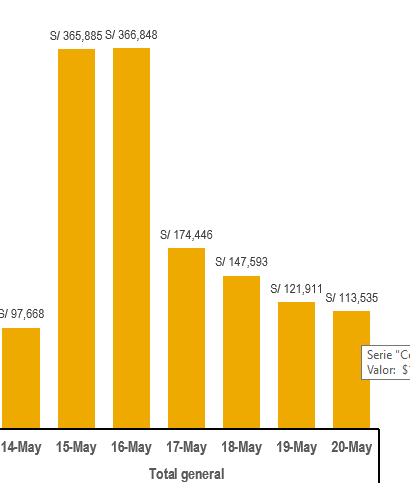 S/ 365,885 S/ 366,848
S/ 174,446
S/ 147,593
S/ 121,911
S/ 113,535
S/ 97,668
Serie "C
Valor: $
14-May 15-May 16-May 17-May 18-May 19-May 20-May
Total general